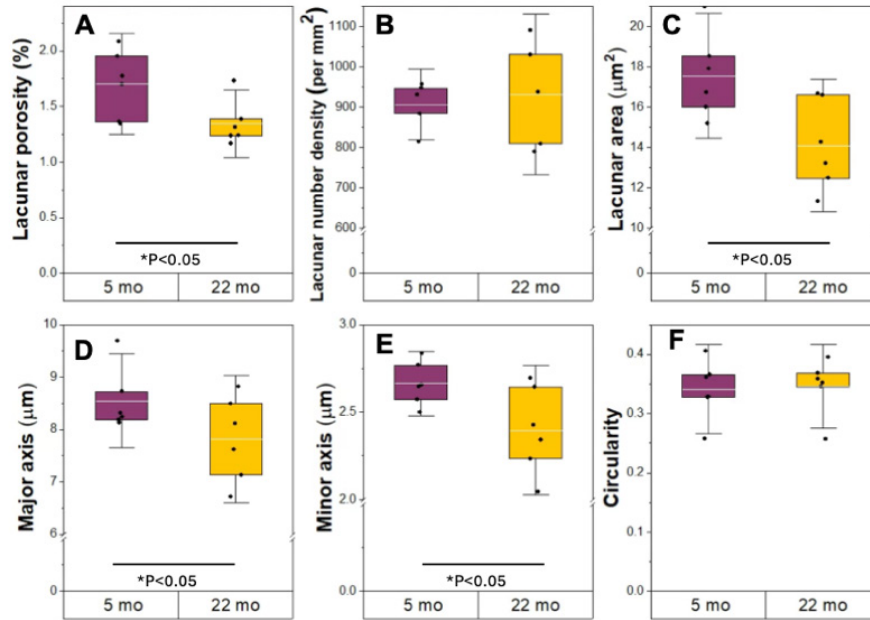 A
Lacunar porosity (%)
2.0
1.5
1.0
0.5
0.0
*P<0.05
5 mo
22 mo
B
Lacunar number density (per mm²)
1100
1000
900
800
700
600
0
5 mo
22 mo
C
Lacunar area (μm²)
20
18
16
14
12
10
0
*P<0.05
5 mo
22 mo
D
Major axis (μm)
10
9
8
7
6
0
*P<0.05
5 mo
22 mo
E
Minor axis (μm)
3.0
2.5
2.0
0.0
*P<0.05
5 mo
22 mo
F
Circularity
0.4
0.3
0.2
0.1
0.0
5 mo
22 mo